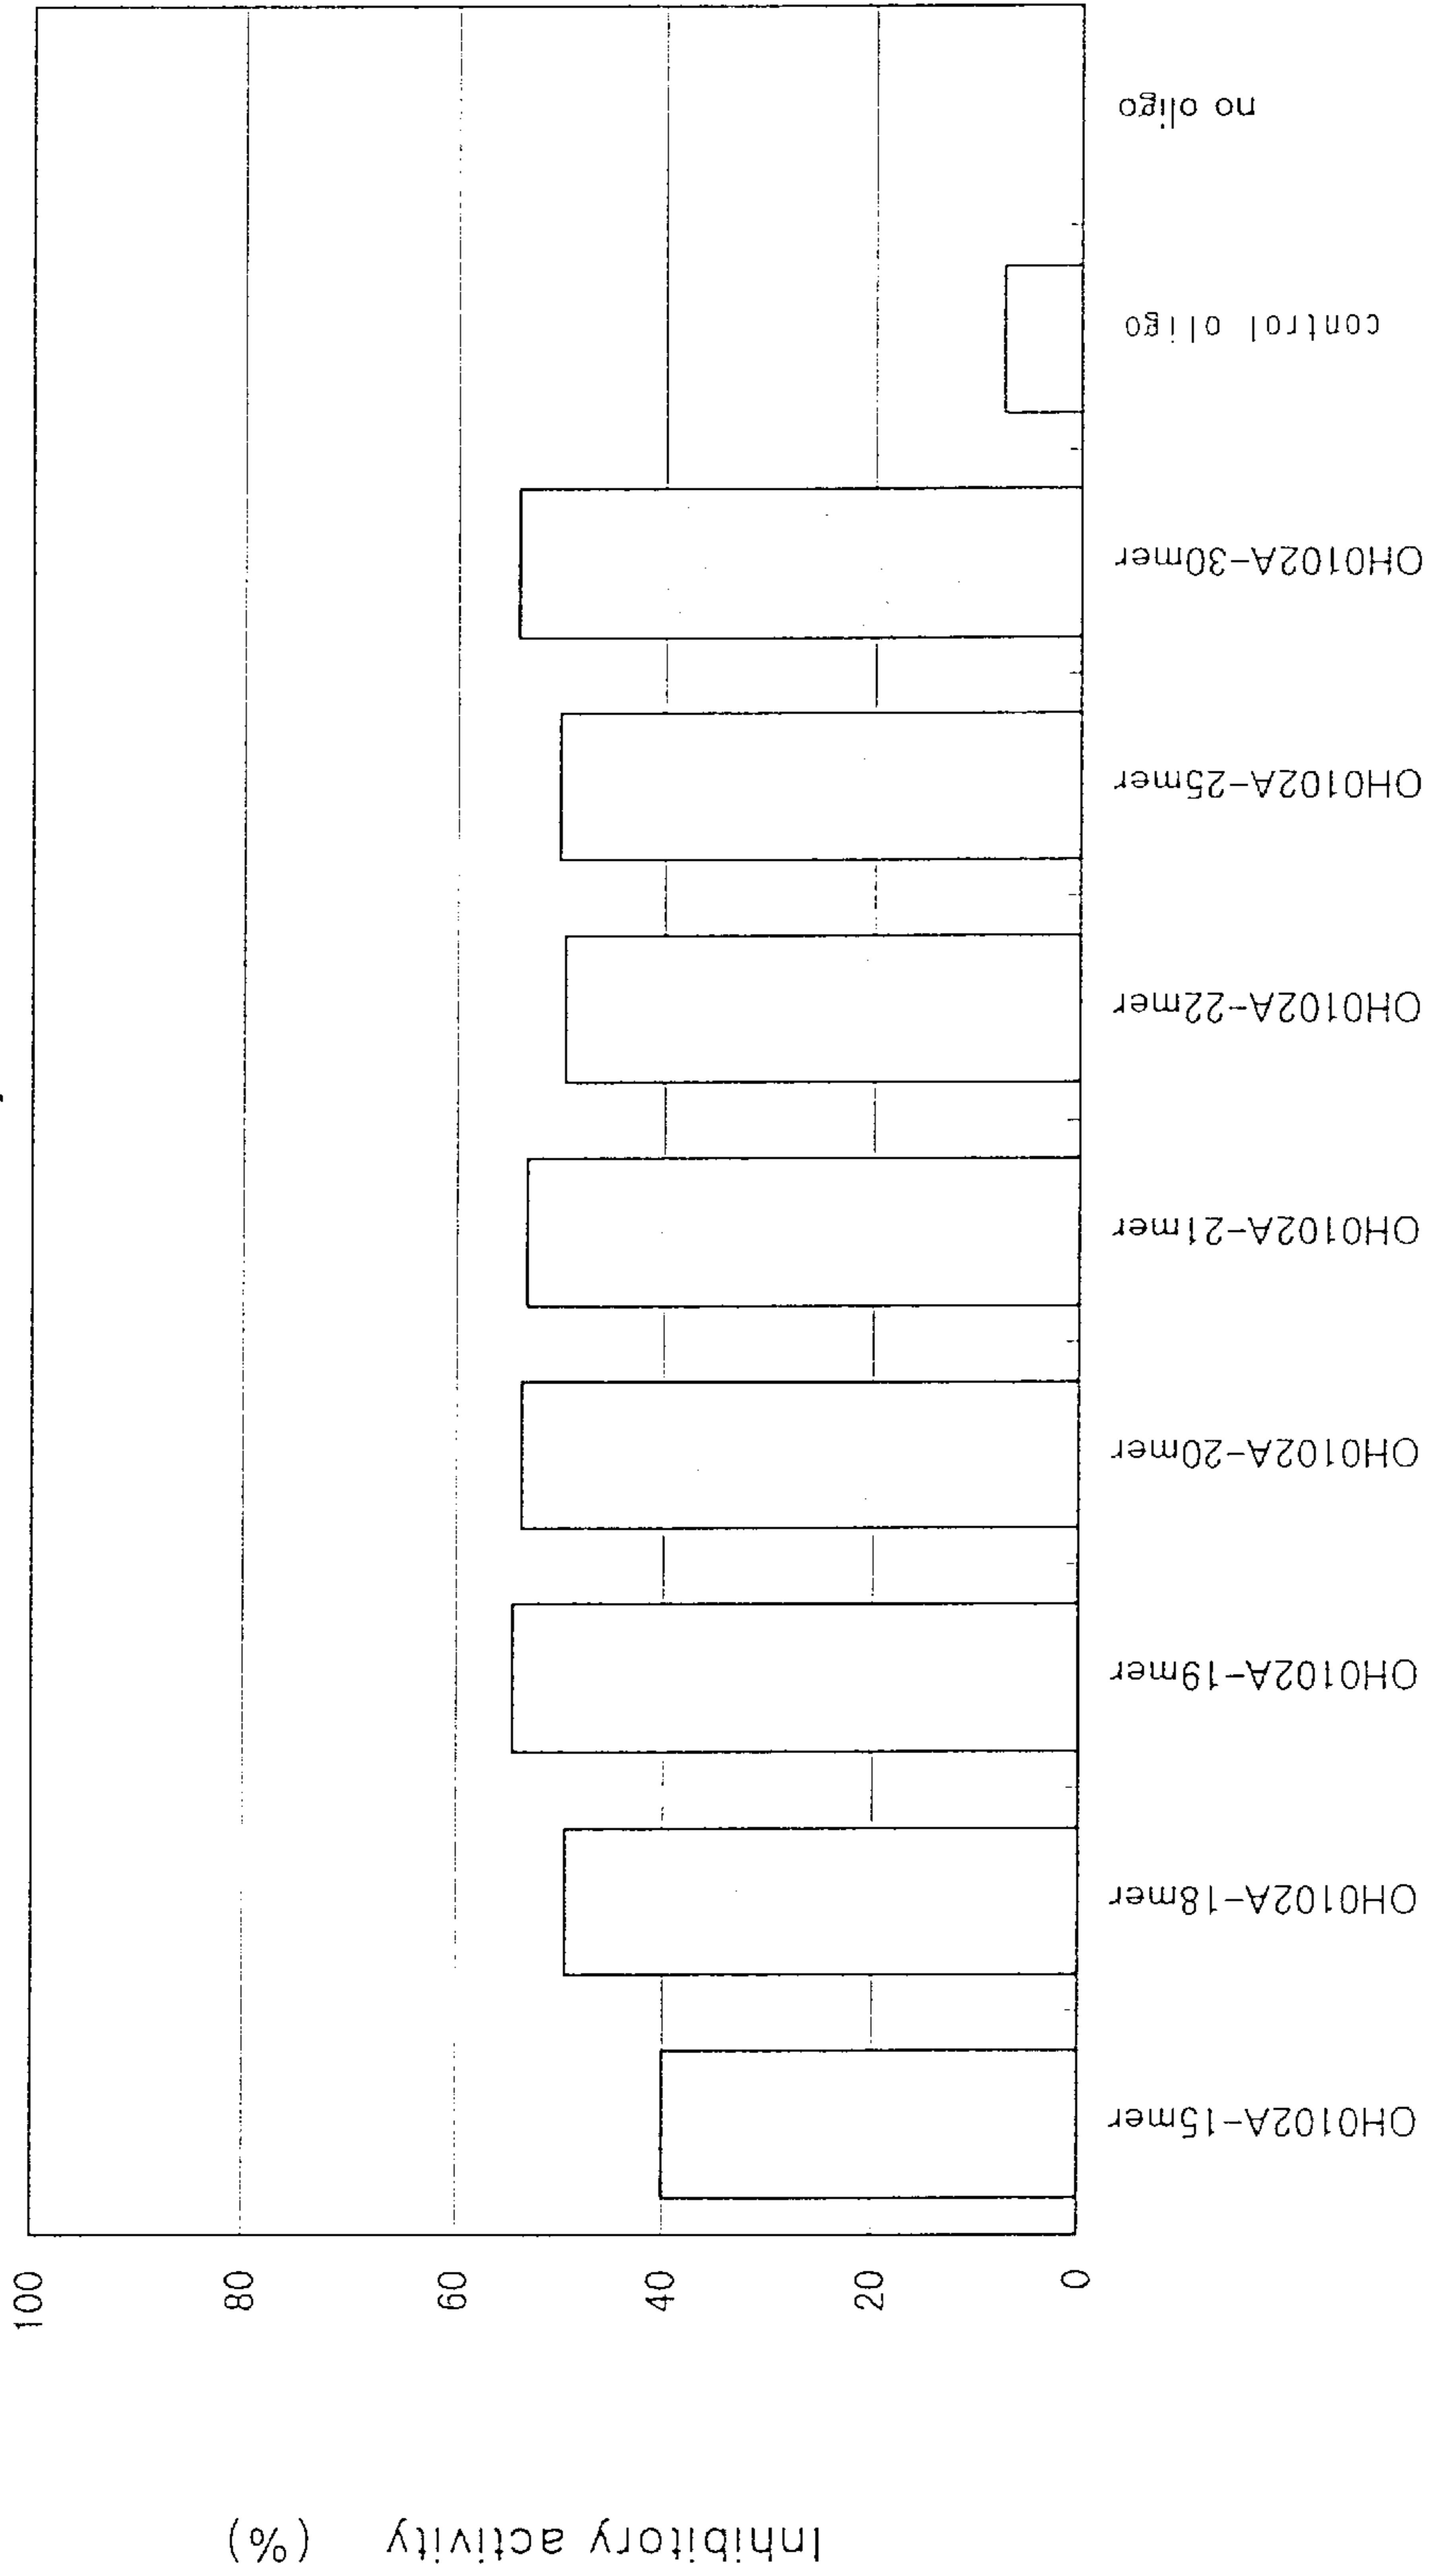 Inhibitory activity (%)
100
80
60
40
20
0
OH0102A-15mer
OH0102A-18mer
OH0102A-19mer
OH0102A-20mer
OH0102A-21mer
OH0102A-22mer
OH0102A-25mer
OH0102A-30mer
control oligo
no oligo